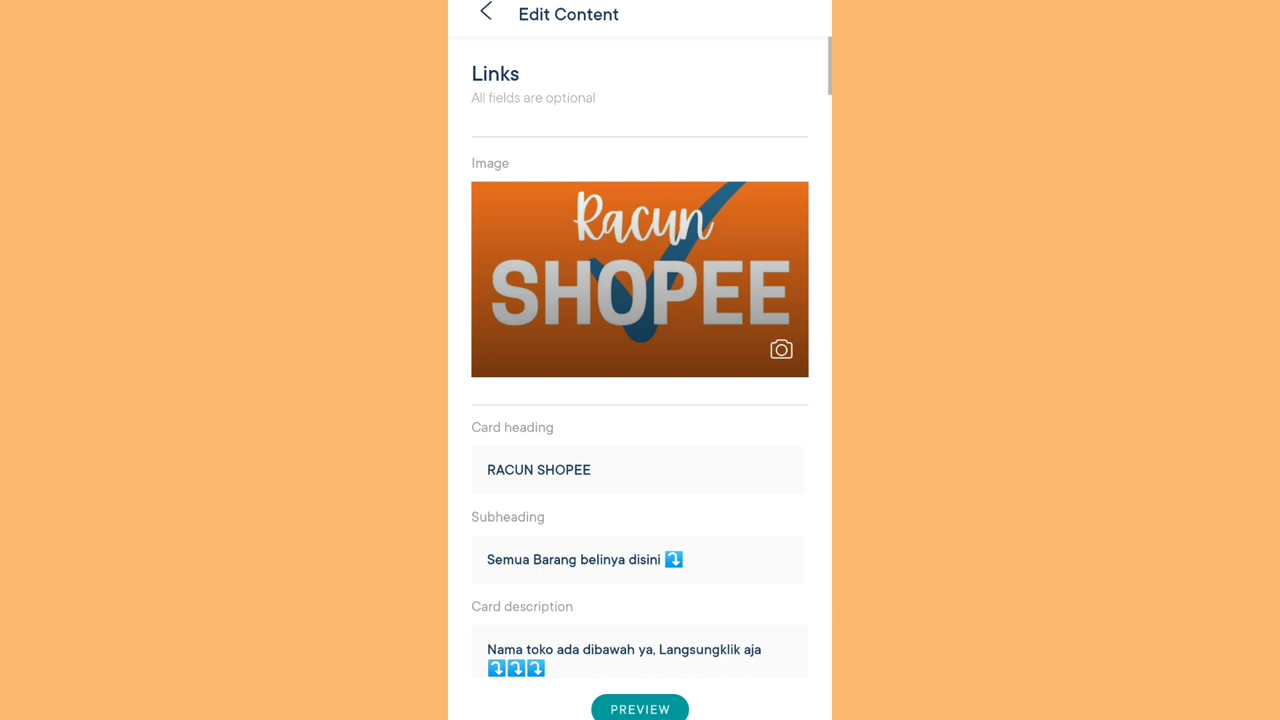 Edit Content
Links
All fields are optional
Image
Racun
SHOPEE
Card heading
RACUN SHOPEE
Subheading
Semua Barang belinya disini ⤵️
Card description
Nama toko ada dibawah ya, Langsungklik aja
⤵️⤵️⤵️
PREVIEW